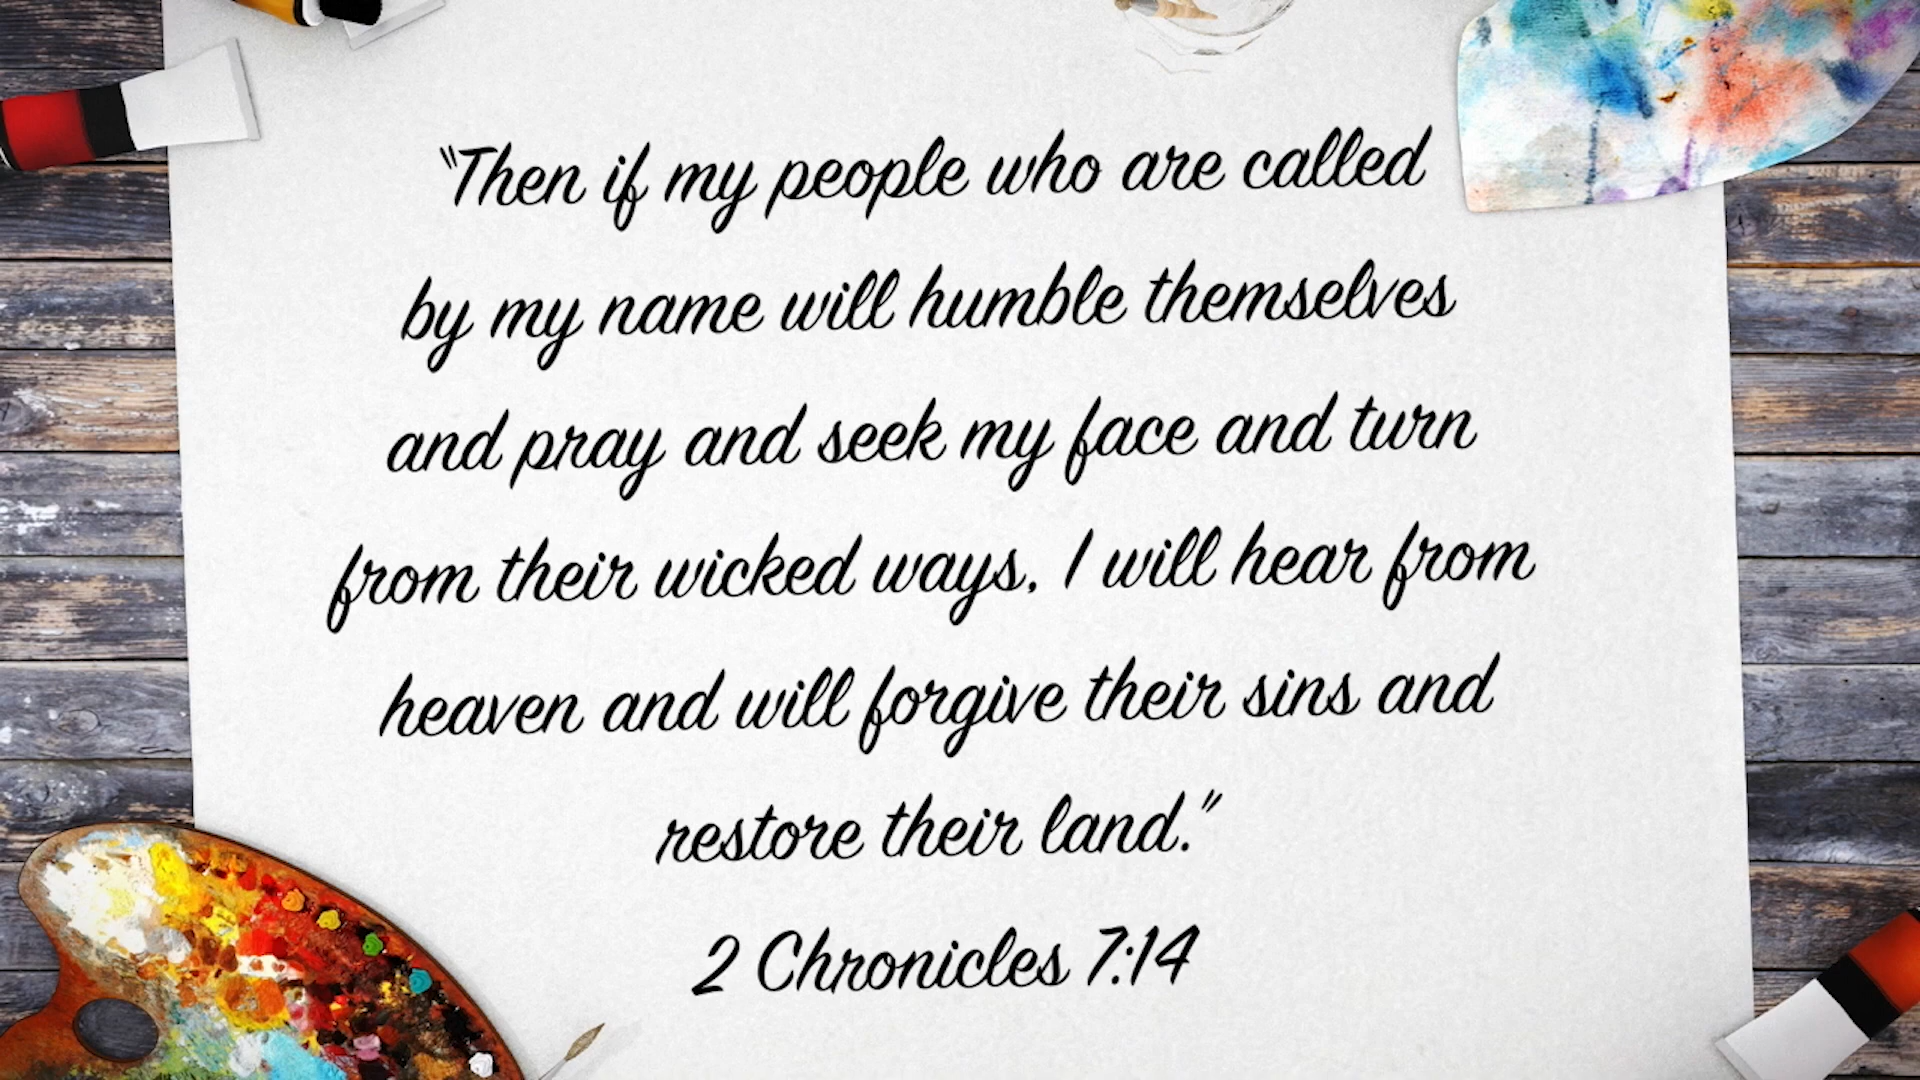 "Then if my people who are called
by my name will humble themselves
and pray and seek my face and turn
from their wicked ways, I will hear from
heaven and will forgive their sins and
restore their land."
2 Chronicles 7:14